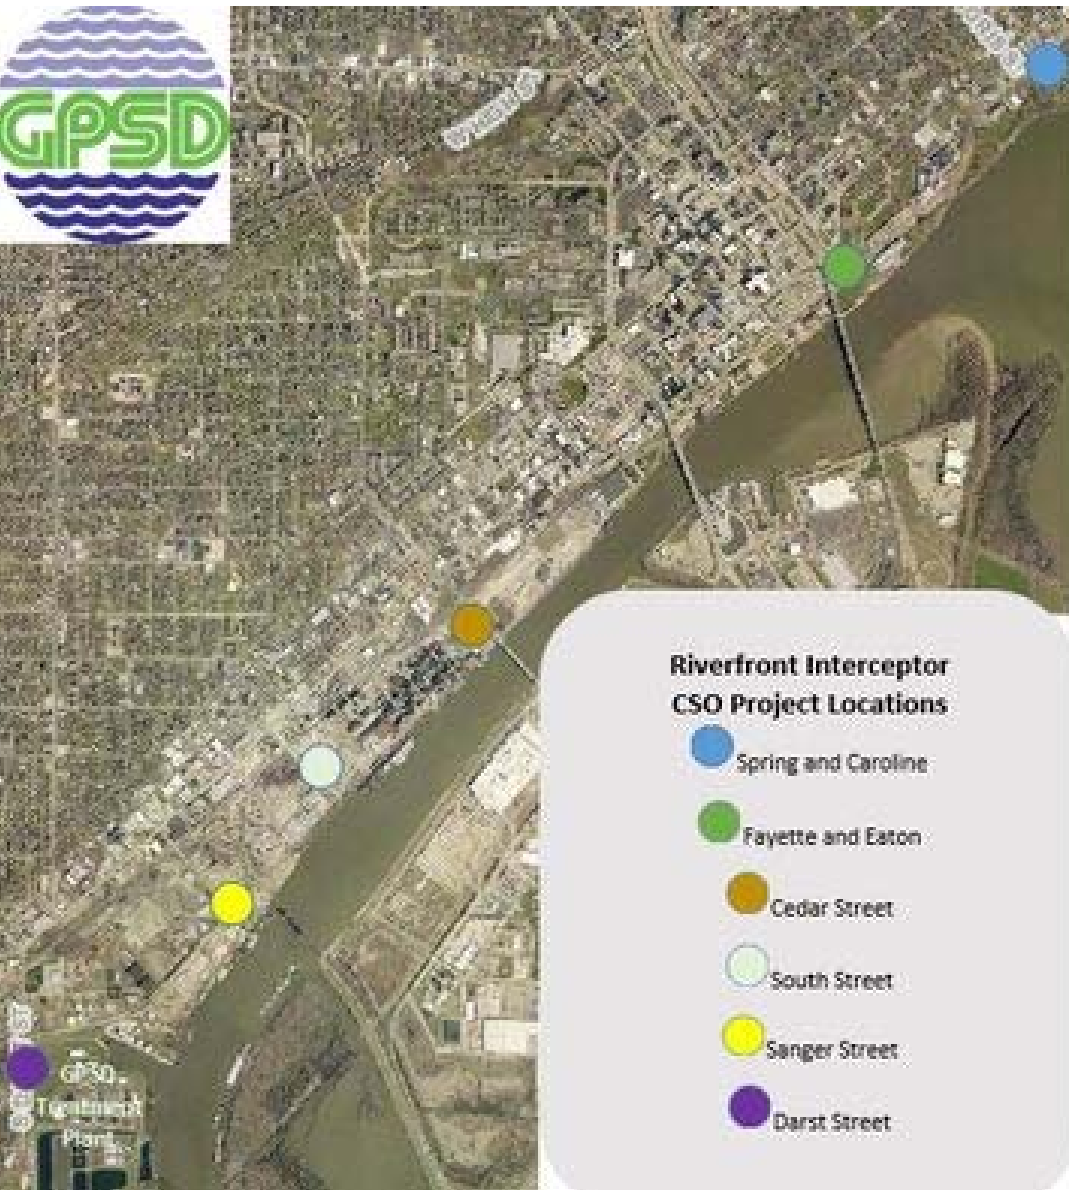 GPSD
Riverfront Interceptor
CSO Project Locations
Spring and Caroline
Fayette and Eaton
Cedar Street
South Street
Sanger Street
Darst Street
GPSD
Treatment
Plant